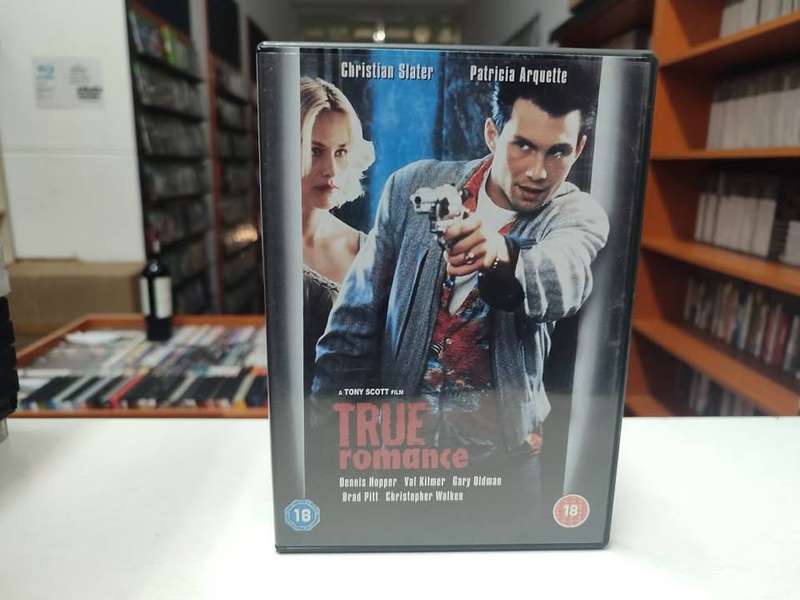 Christian Slater Patricia Arquette
A TONY SCOTT FILM
TRUE
romance
Dennis Hopper Val Kilmer Gary Oldman
Brad Pitt Christopher Walken
18 18